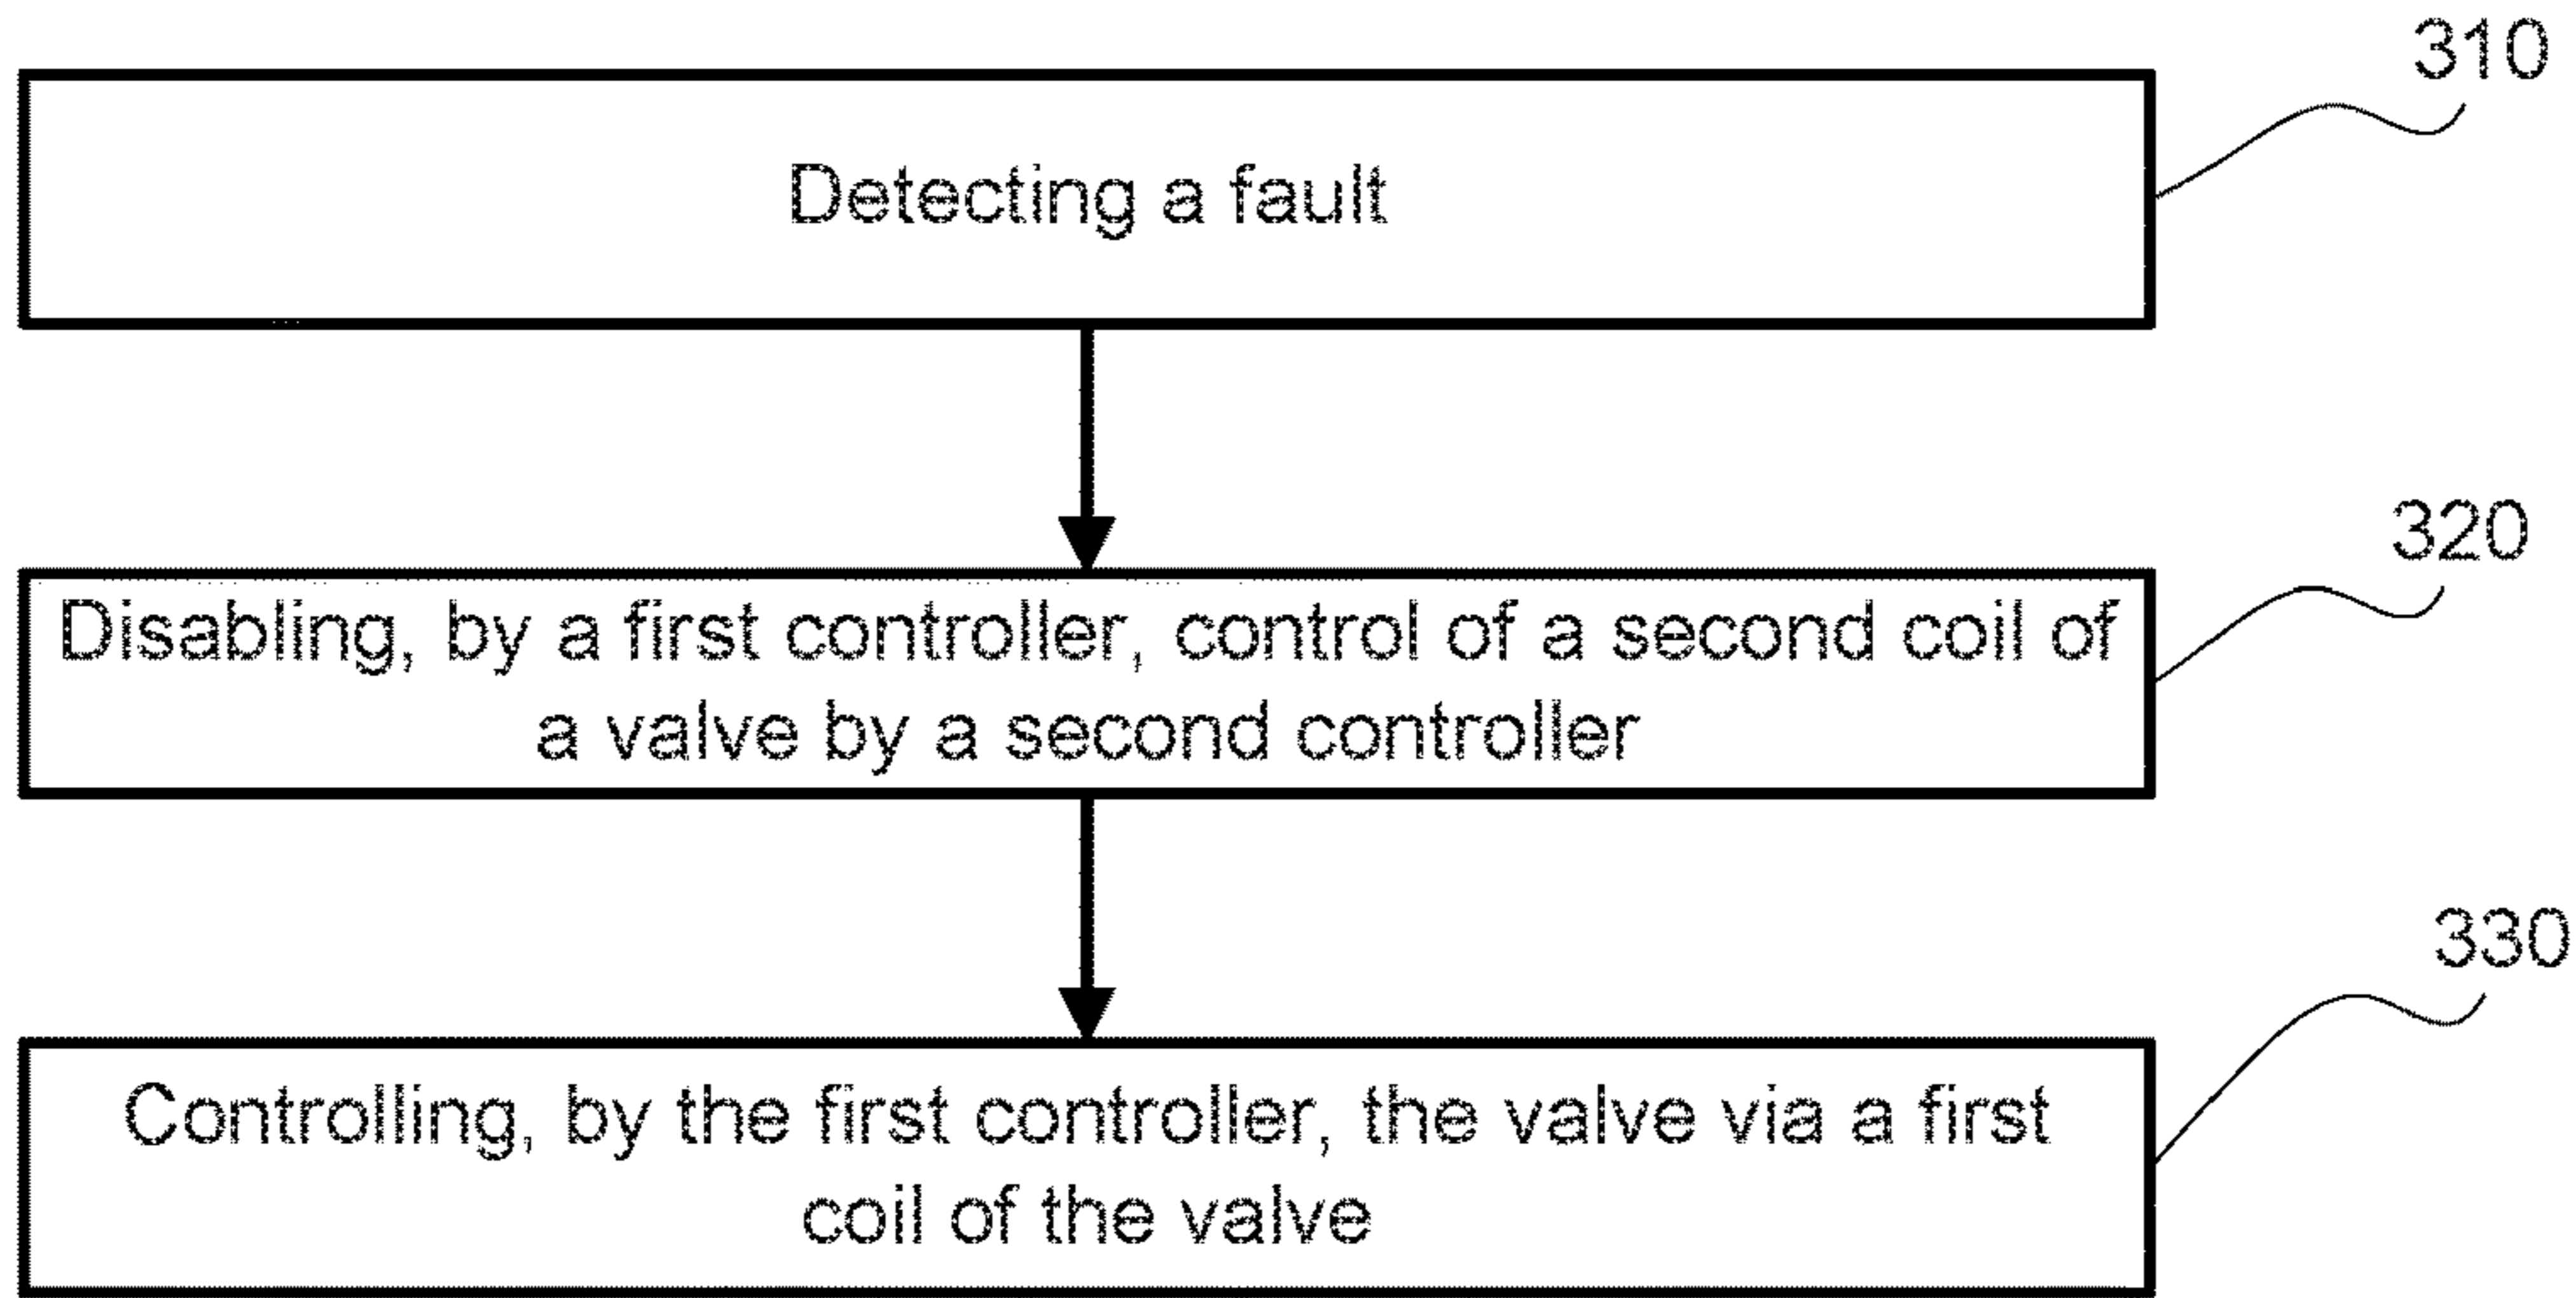 310
Detecting a fault
320
Disabling, by a first controller, control of a second coil of
a valve by a second controller
330
Controlling, by the first controller, the valve via a first
coil of the valve